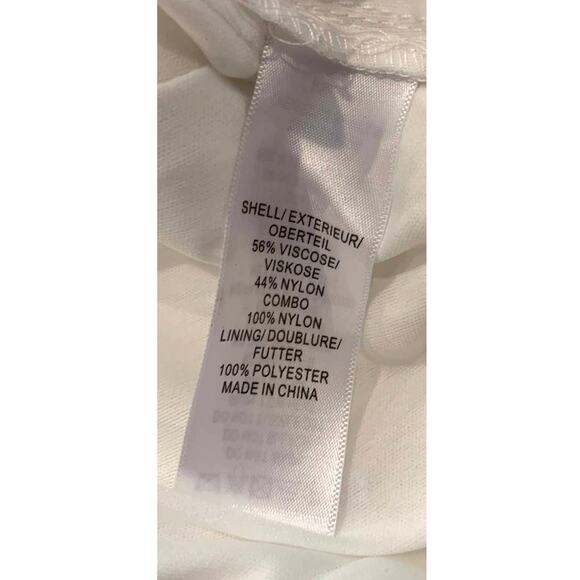 SHELL/ EXTERIEUR/
OBERTEIL
56% VISCOSE/
VISKOSE
44% NYLON
COMBO
100% NYLON
LINING/ DOUBLURE/
FUTTER
100% POLYESTER
MADE IN CHINA